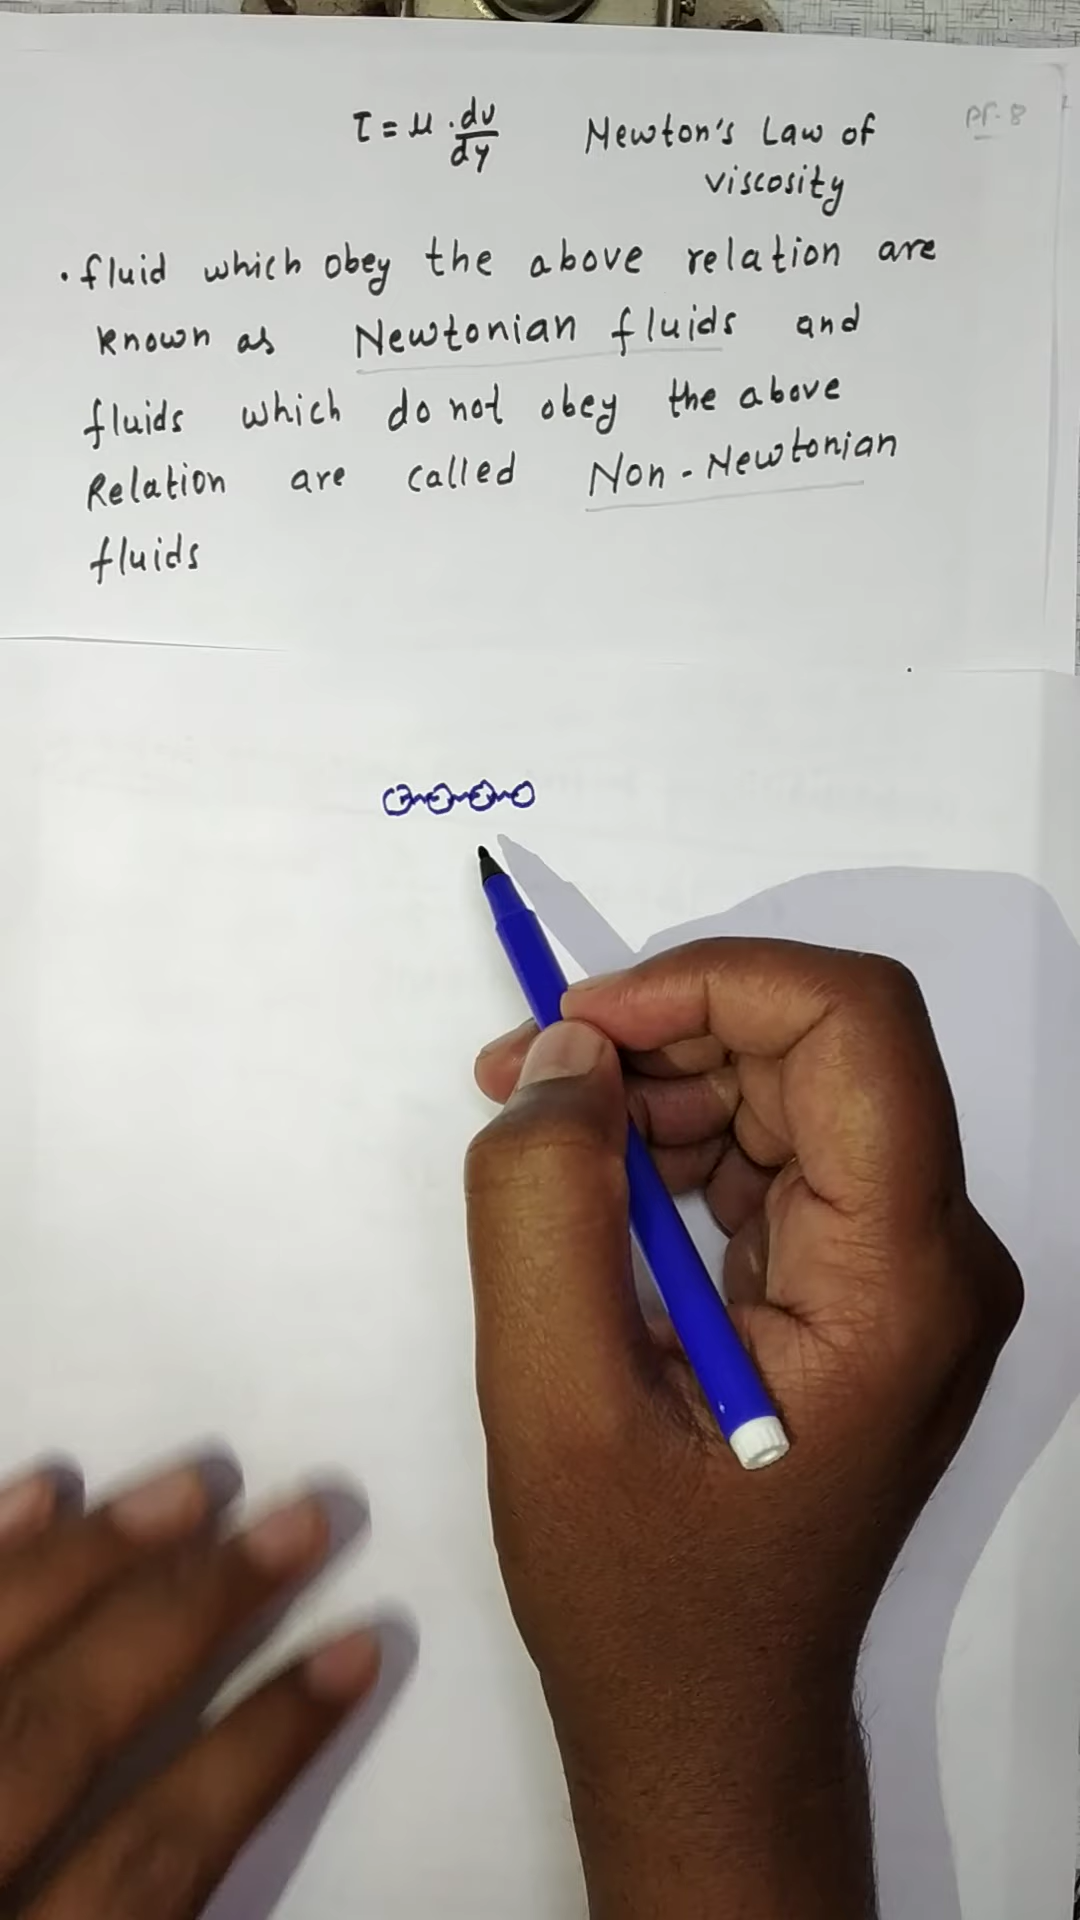 τ = μ . du/dy Newton's Law of
viscosity
pr. 8
. fluid which obey the above relation are
known as Newtonian fluids and
fluids which do not obey the above
Relation are called Non-Newtonian
fluids